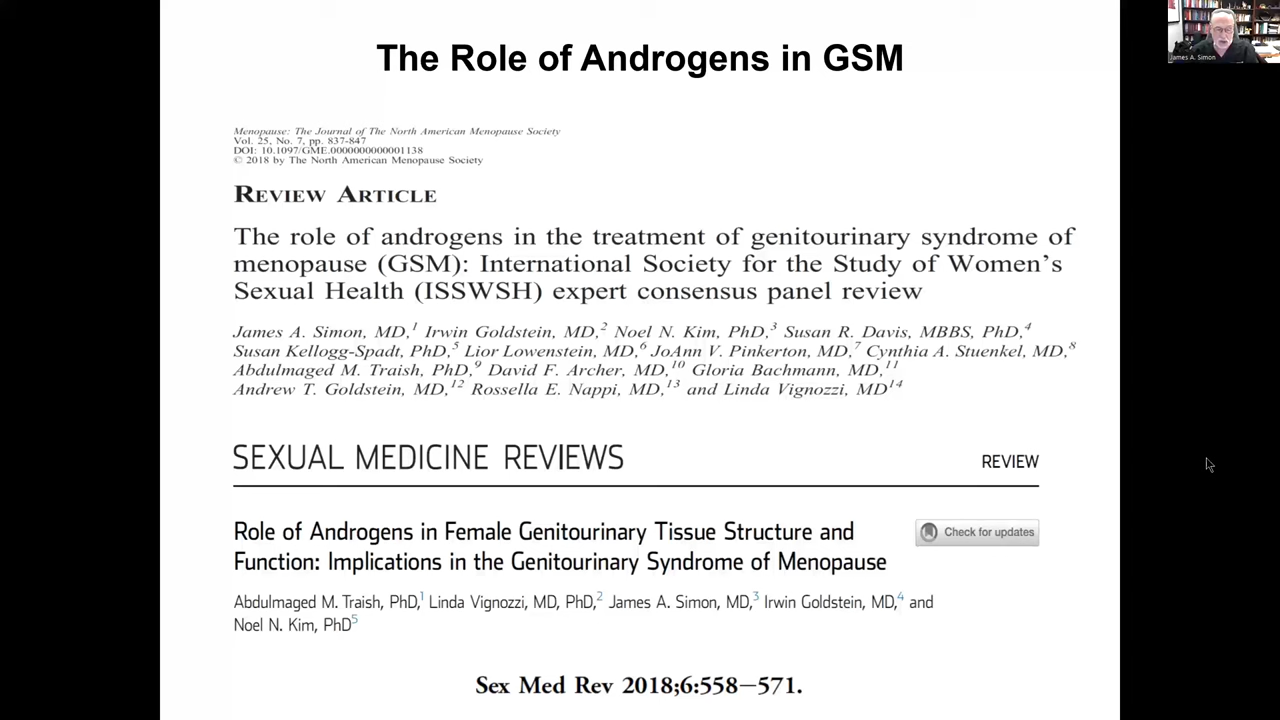 The Role of Androgens in GSM
James A. Simon
Menopause: The Journal of The North American Menopause Society
Vol. 25, No. 7, pp. 837-847
DOI: 10.1097/GME.0000000000001138
© 2018 by The North American Menopause Society
REVIEW ARTICLE
The role of androgens in the treatment of genitourinary syndrome of
menopause (GSM): International Society for the Study of Women's
Sexual Health (ISSWSH) expert consensus panel review
James A. Simon, MD,1 Irwin Goldstein, MD,2 Noel N. Kim, PhD,3 Susan R. Davis, MBBS, PhD,4
Susan Kellogg-Spadt, PhD,5 Lior Lowenstein, MD,6 JoAnn V. Pinkerton, MD,7 Cynthia A. Stuenkel, MD,8
Abdulmaged M. Traish, PhD,9 David F. Archer, MD,10 Gloria Bachmann, MD,11
Andrew T. Goldstein, MD,12 Rossella E. Nappi, MD,13 and Linda Vignozzi, MD14
SEXUAL MEDICINE REVIEWS
REVIEW
Role of Androgens in Female Genitourinary Tissue Structure and
Function: Implications in the Genitourinary Syndrome of Menopause
Check for updates
Abdulmaged M. Traish, PhD,1 Linda Vignozzi, MD, PhD,2 James A. Simon, MD,3 Irwin Goldstein, MD,4 and
Noel N. Kim, PhD5
Sex Med Rev 2018;6:558–571.